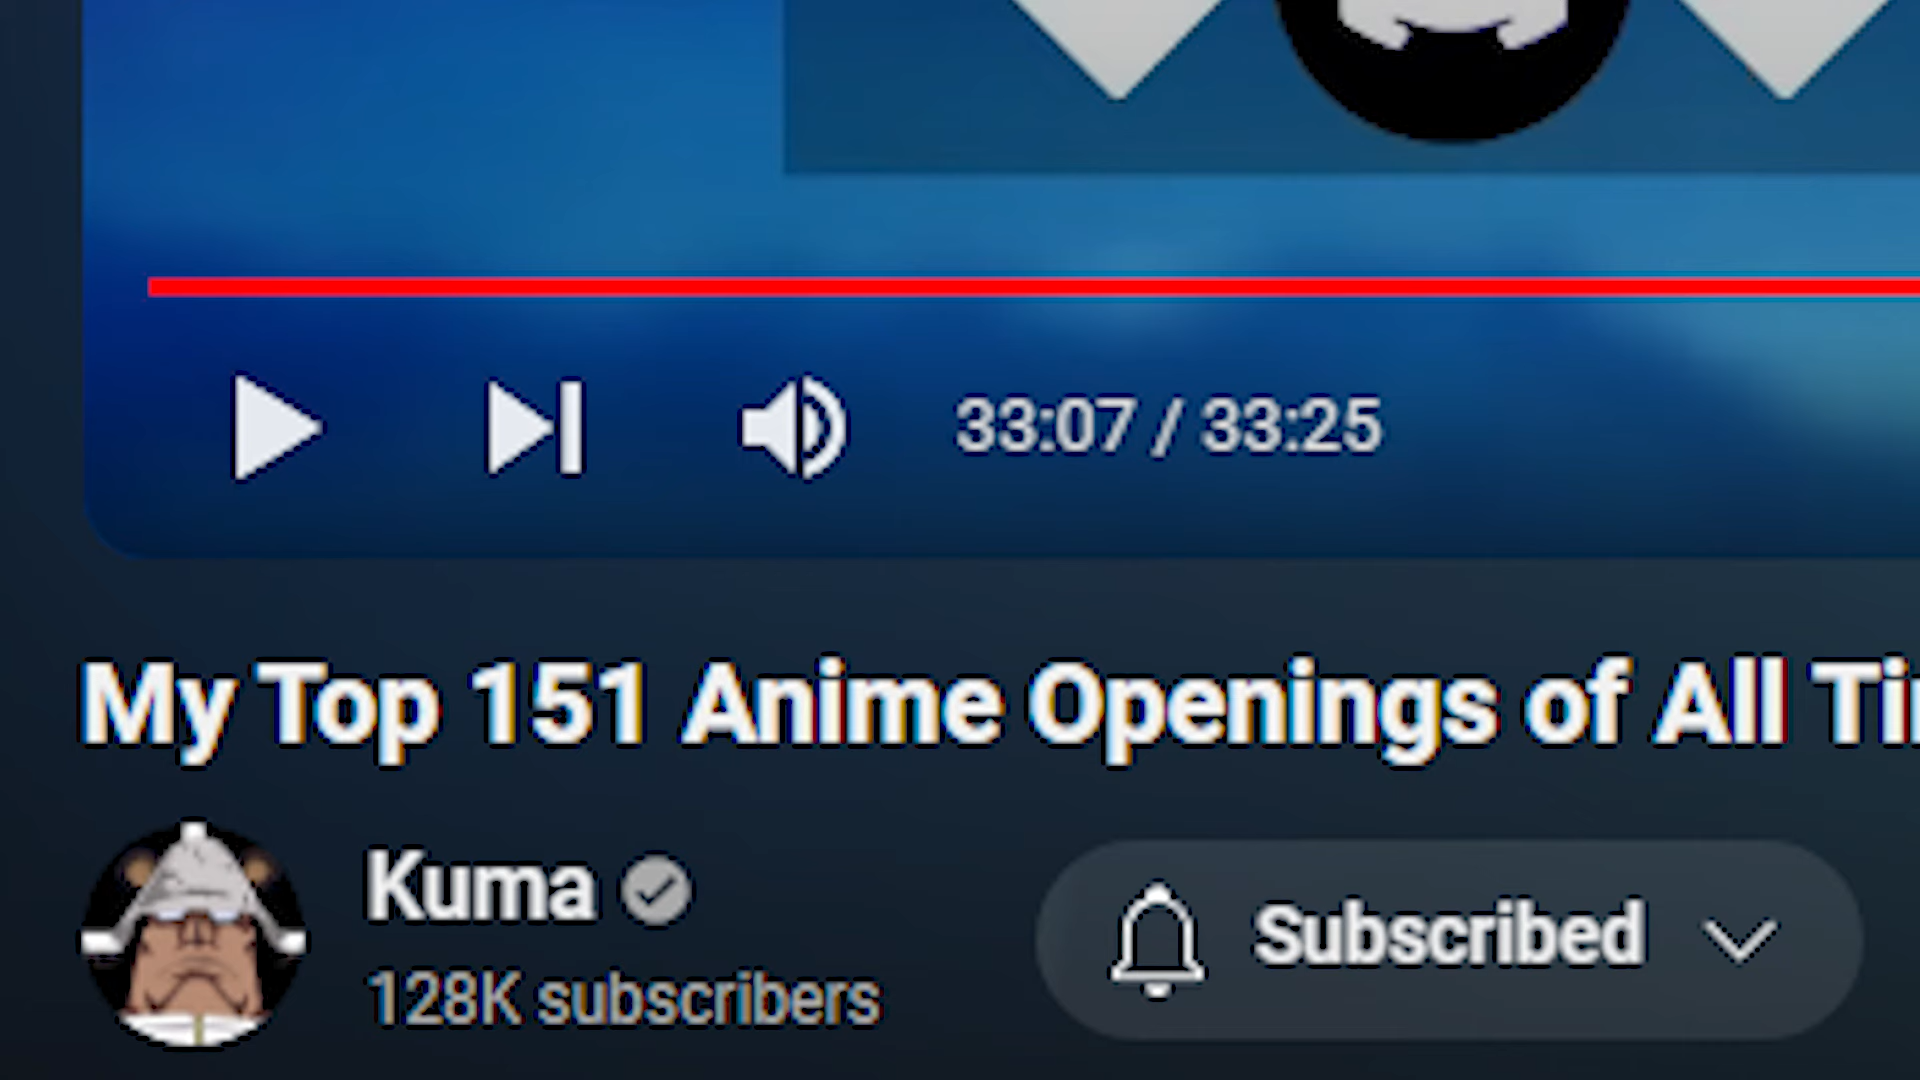 33:07 / 33:25
My Top 151 Anime Openings of All
Kuma
128K subscribers
Subscribed